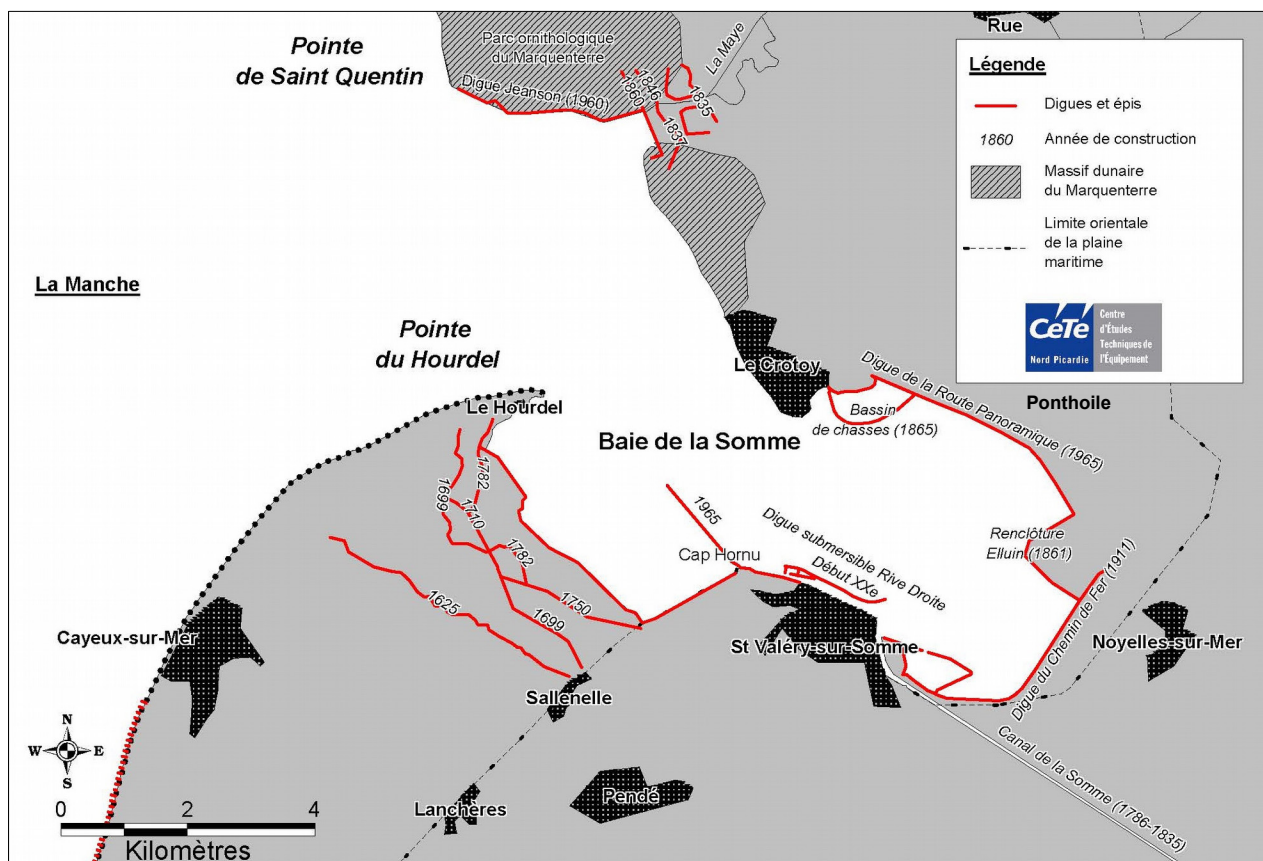 Pointe
de Saint Quentin
Parc ornithologique
du Marquenterre
La Maye
Rue
Digue Jeanson (1960)
1860
1846
1835
1837
Légende
Digues et épis
1860
Année de construction
Massif dunaire
du Marquenterre
Limite orientale
de la plaine
maritime
CeTe
Nord Picardie
Centre
d'Études
Techniques de
l'Équipement
La Manche
Pointe
du Hourdel
Le Hourdel
Le Crotoy
Bassin
de chasses (1865)
Digue de la Route Panoramique (1965)
Ponthoile
Baie de la Somme
1782
1699
1710
1782
1965
Cap Hornu
Digue submersible Rive Droite
Début XXe
Renclôture
Elluin (1861)
1625
1750
1699
Cayeux-sur-Mer
Sallenelle
St Valéry-sur-Somme
Digue du Chemin de Fer (1911)
Noyelles-sur-Mer
Canal de la Somme (1786-1835)
Lanchères
Pendé
N
W
E
S
0
2
4
Kilomètres